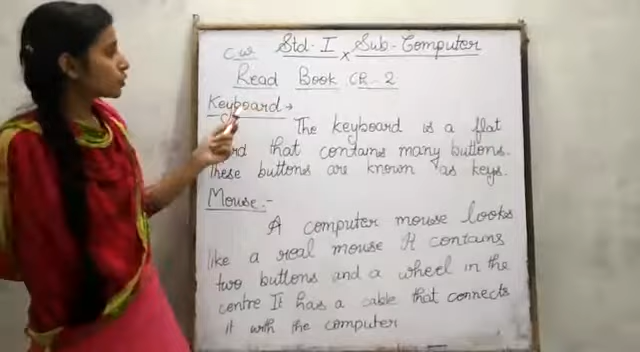 C.W Std-I × Sub-Computer
Read Book CR-2
Keyboard →
The keyboard is a flat
that contains many buttons.
These buttons are known as keys.
Mouse:-
A computer mouse looks
like a real mouse It contains
two buttons and a wheel in the
centre It has a cable that connects
it with the computer